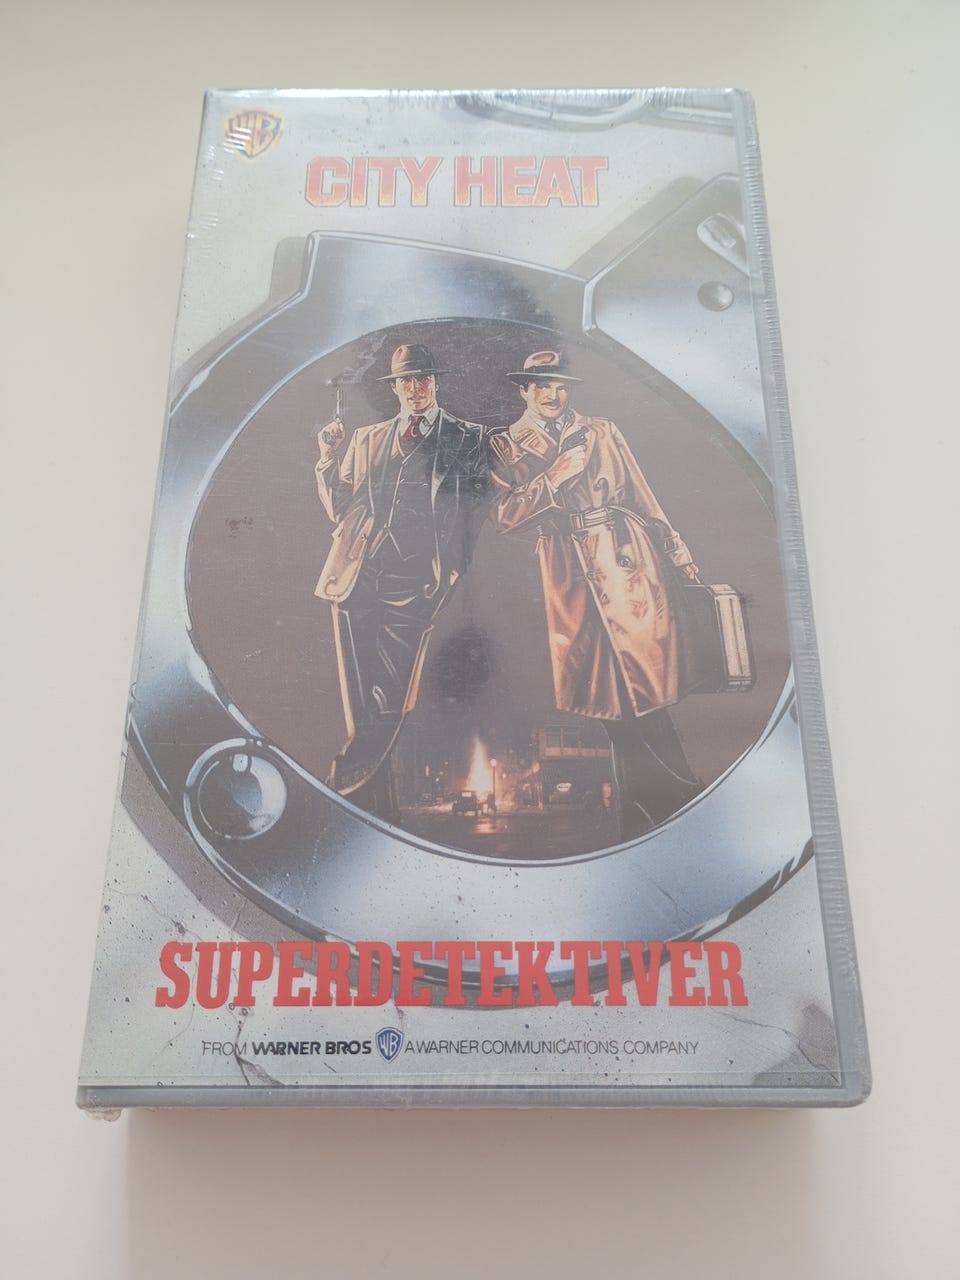 WB
CITY HEAT
SUPERDETEKTIVER
FROM WARNER BROS WB A WARNER COMMUNICATIONS COMPANY